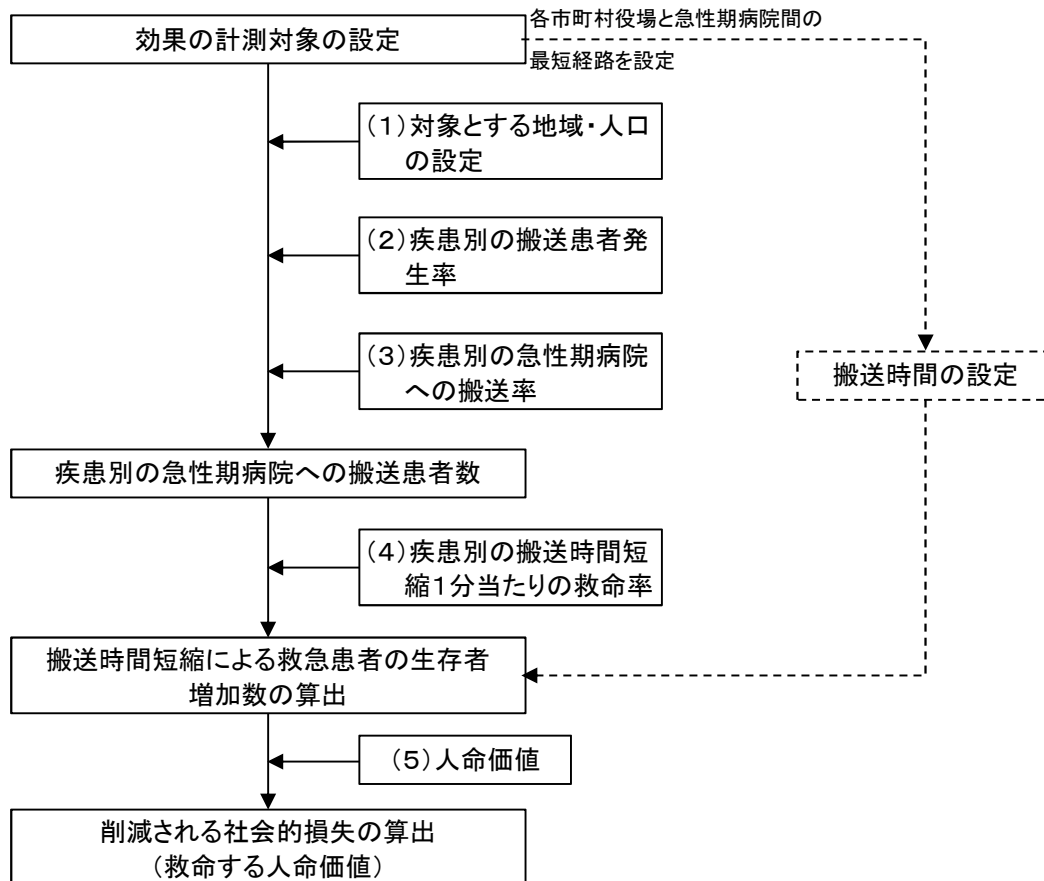 効果の計測対象の設定
各市町村役場と急性期病院間の
最短経路を設定
（１）対象とする地域・人口
の設定
（２）疾患別の搬送患者発
生率
（３）疾患別の急性期病院
への搬送率
搬送時間の設定
疾患別の急性期病院への搬送患者数
（４）疾患別の搬送時間短
縮１分当たりの救命率
搬送時間短縮による救急患者の生存者
増加数の算出
（５）人命価値
削減される社会的損失の算出
（救命する人命価値）